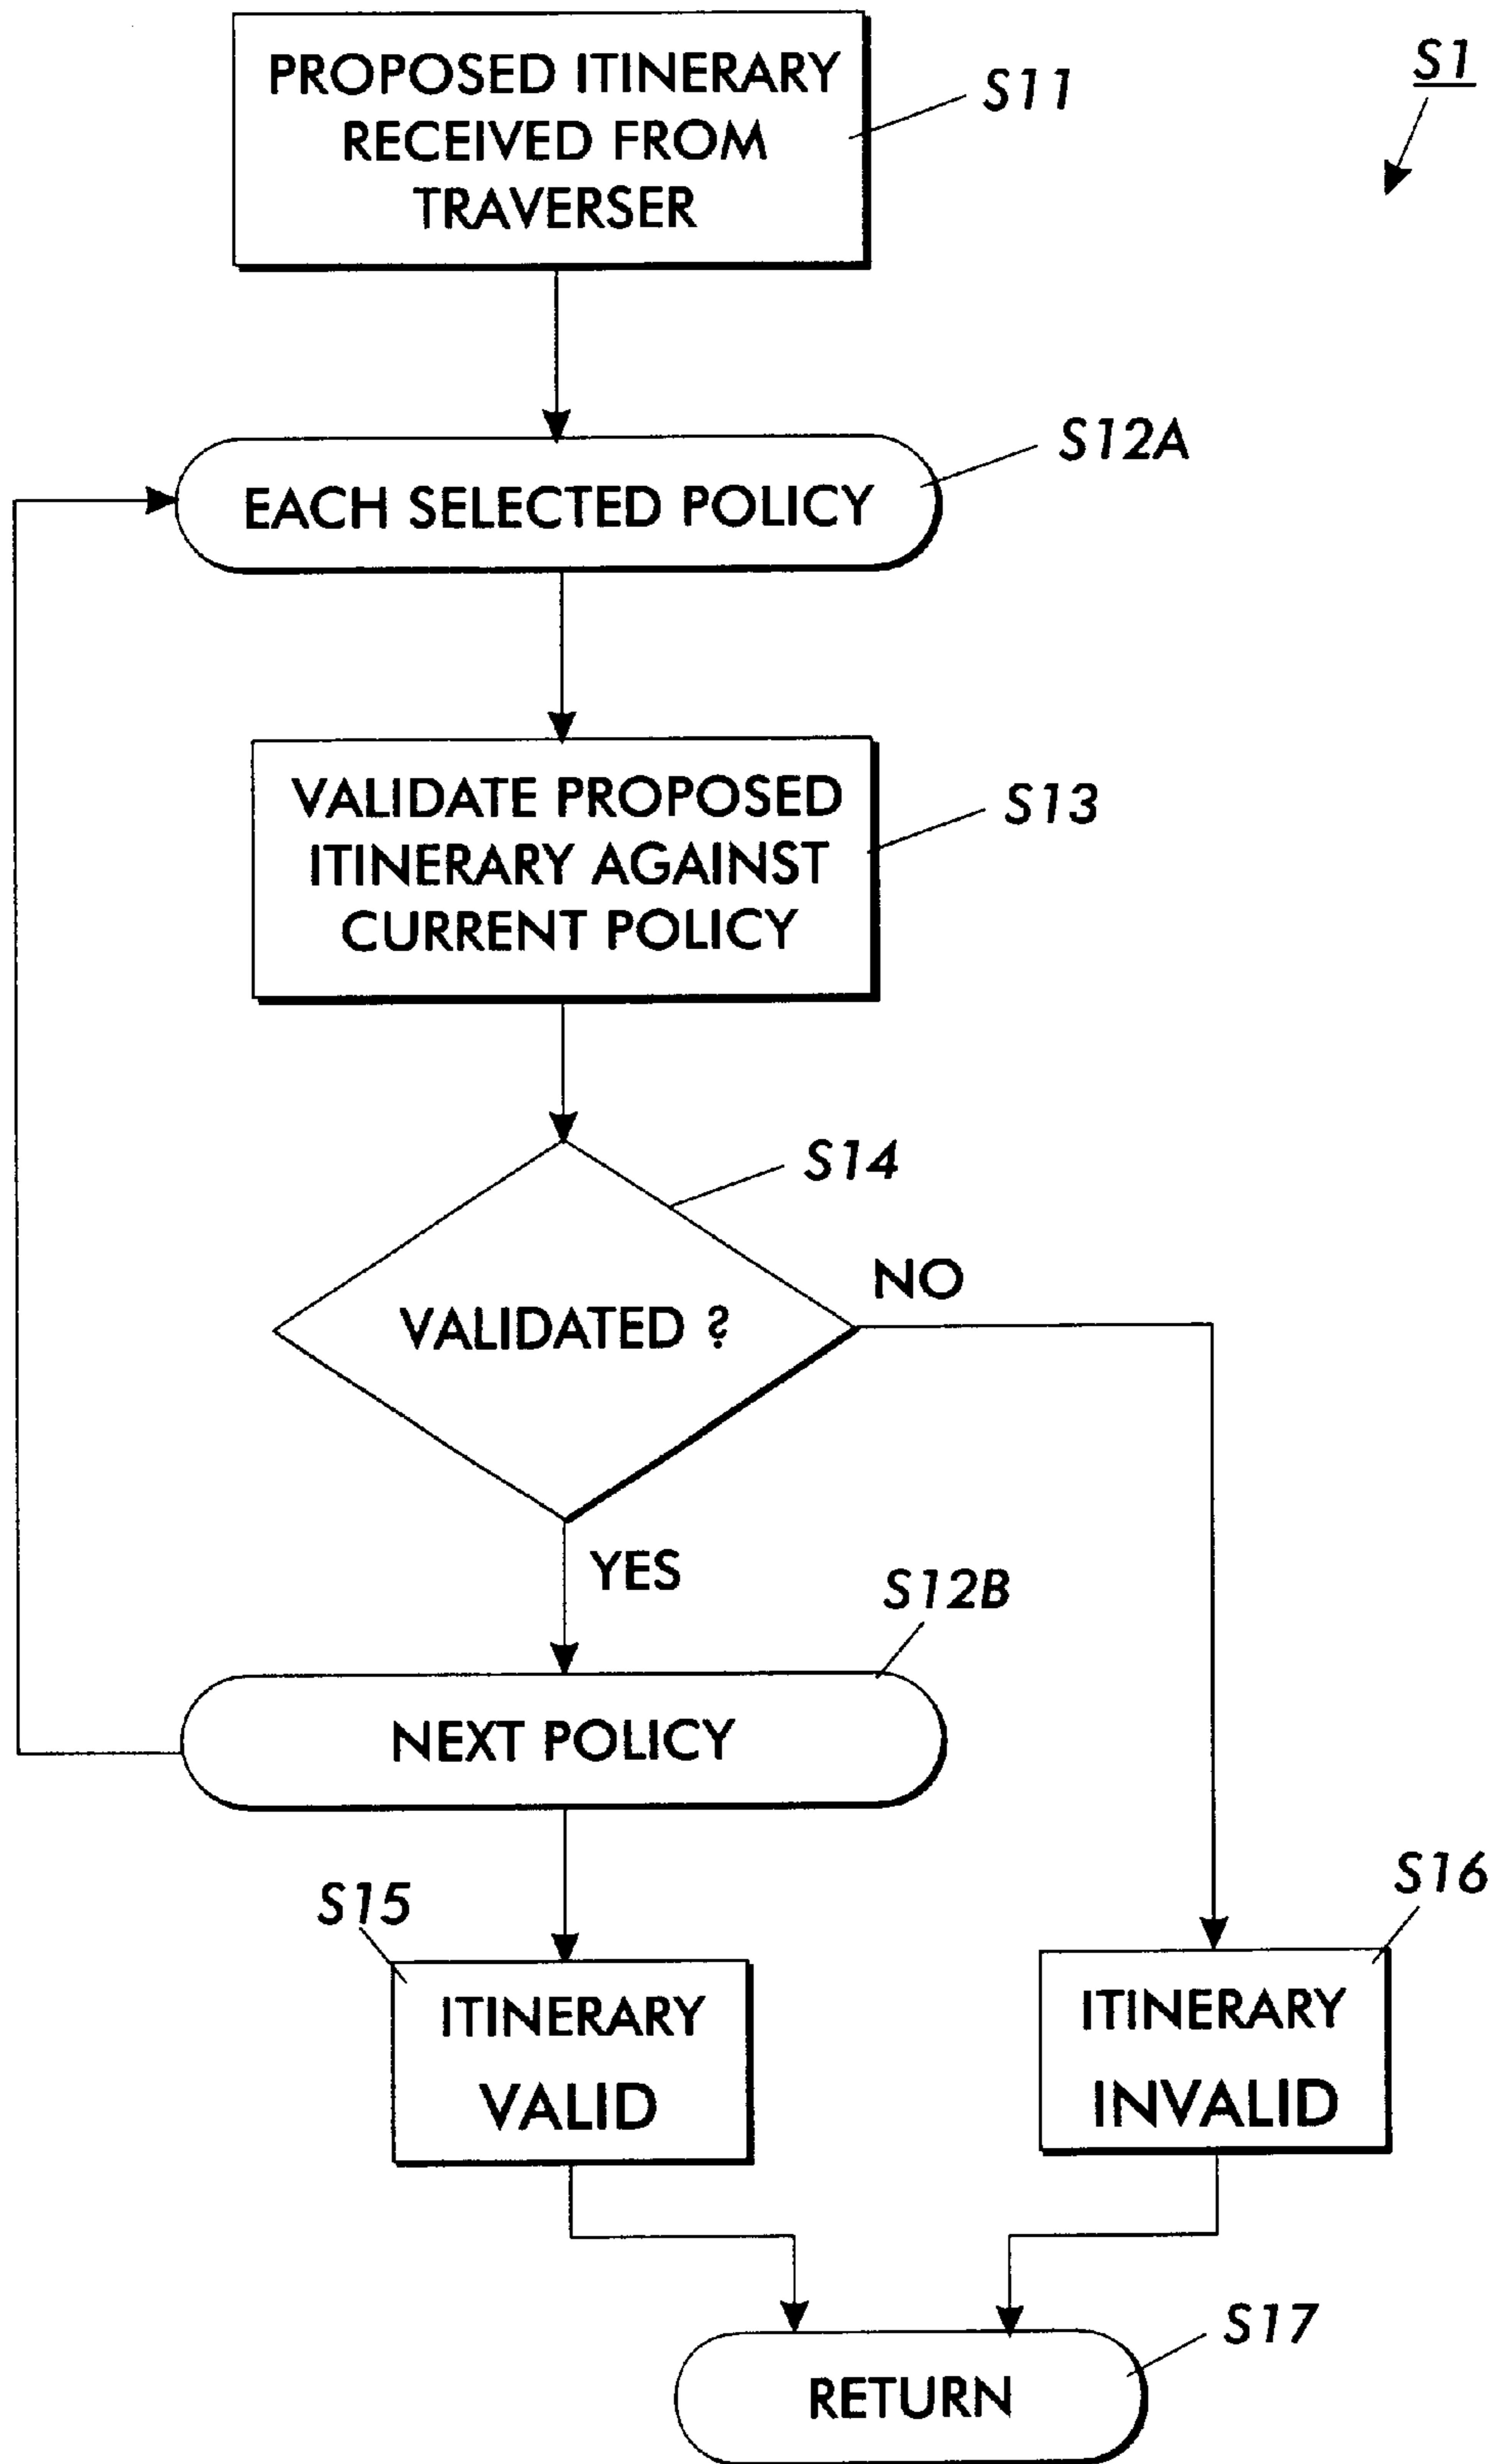 S1
PROPOSED ITINERARY
RECEIVED FROM
TRAVERSER
S11
S12A
EACH SELECTED POLICY
VALIDATE PROPOSED
ITINERARY AGAINST
CURRENT POLICY
S13
S14
NO
VALIDATED ?
YES
S12B
NEXT POLICY
S15
ITINERARY
VALID
S16
ITINERARY
INVALID
S17
RETURN